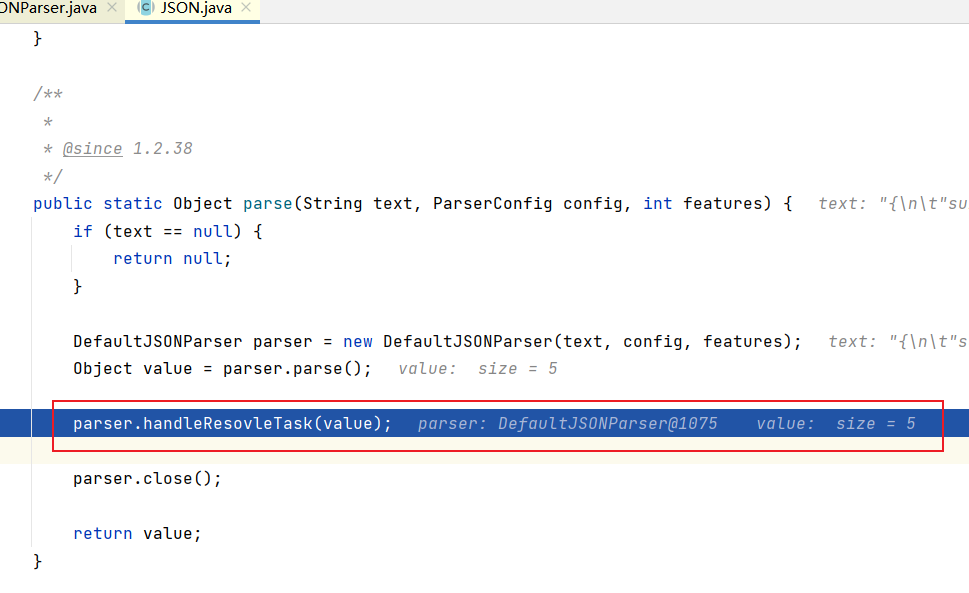 ONParser.java × C JSON.java ×
}
/**
*
* @since 1.2.38
*/
public static Object parse(String text, ParserConfig config, int features) {   text: "{\n\t"su
if (text == null) {
return null;
}
DefaultJSONParser parser = new DefaultJSONParser(text, config, features);   text: "{\n\t"s
Object value = parser.parse();   value:  size = 5
parser.handleResovleTask(value);   parser: DefaultJSONParser@1075   value:  size = 5
parser.close();
return value;
}